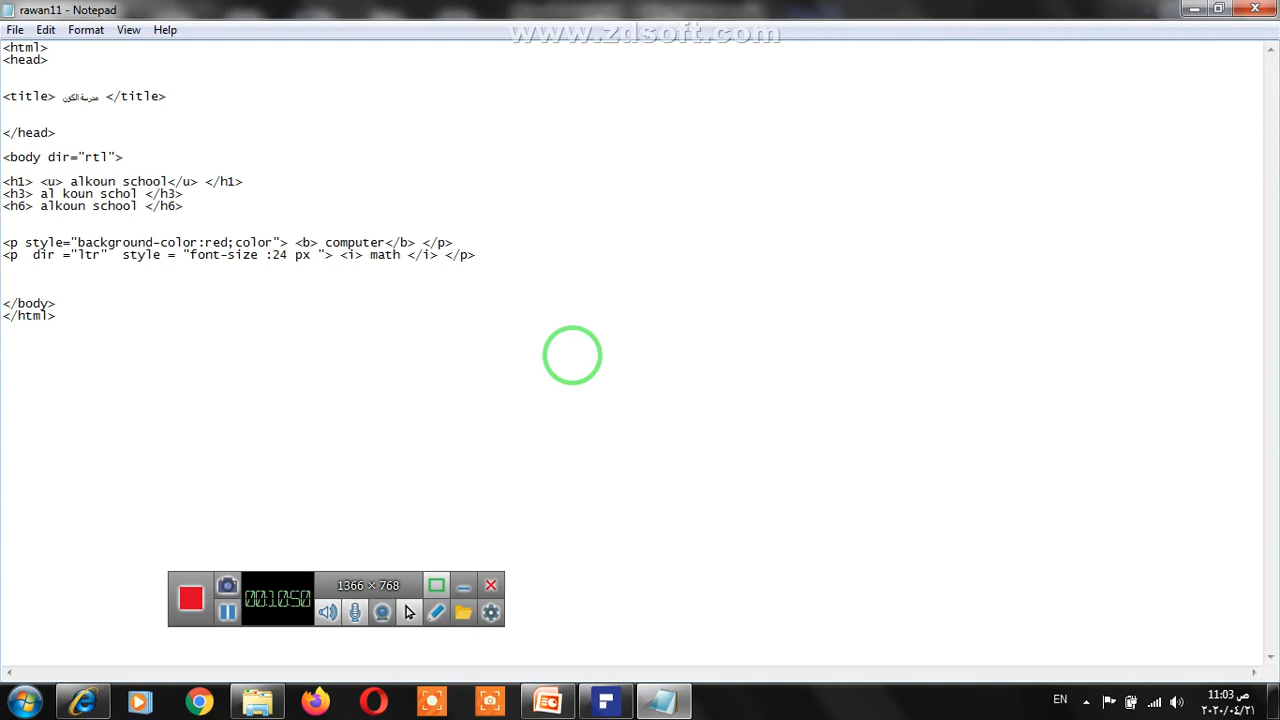 rawan11 - Notepad
www.zdsoft.com
File Edit Format View Help
<html>
<head>
<title> مدرسة الكون </title>
</head>
<body dir="rtl">
<h1> <u> alkoun school</u> </h1>
<h3> al koun schol </h3>
<h6> alkoun school </h6>
<p style="background-color:red;color"> <b> computer</b> </p>
<p  dir ="ltr"  style = "font-size :24 px "> <i> math </i> </p>
</body>
</html>
1366 × 768
00:10:50
EN
11:03 ص
٢٠٢٠/٠٤/٢١